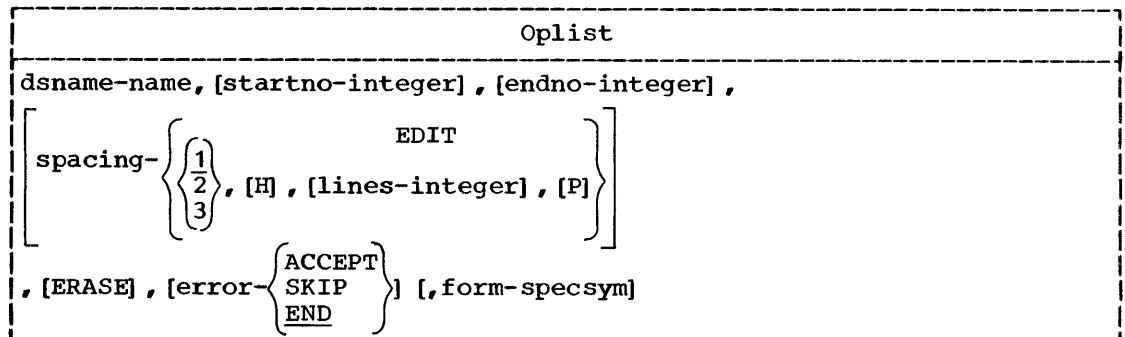 Oplist
dsname-name, [startno-integer] , [endno-integer] ,
EDIT
1
spacing-
2 , [H] , [lines-integer] , [P]
3
ACCEPT
, [ERASE] , [error- SKIP ] [,form-specsym]
END